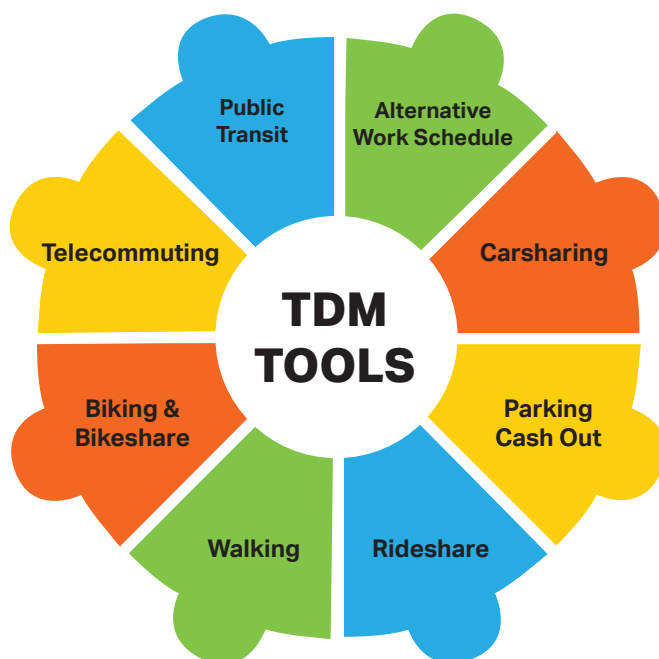 Public
Transit
Alternative
Work Schedule
Telecommuting
Carsharing
TDM
TOOLS
Biking &
Bikeshare
Parking
Cash Out
Walking
Rideshare